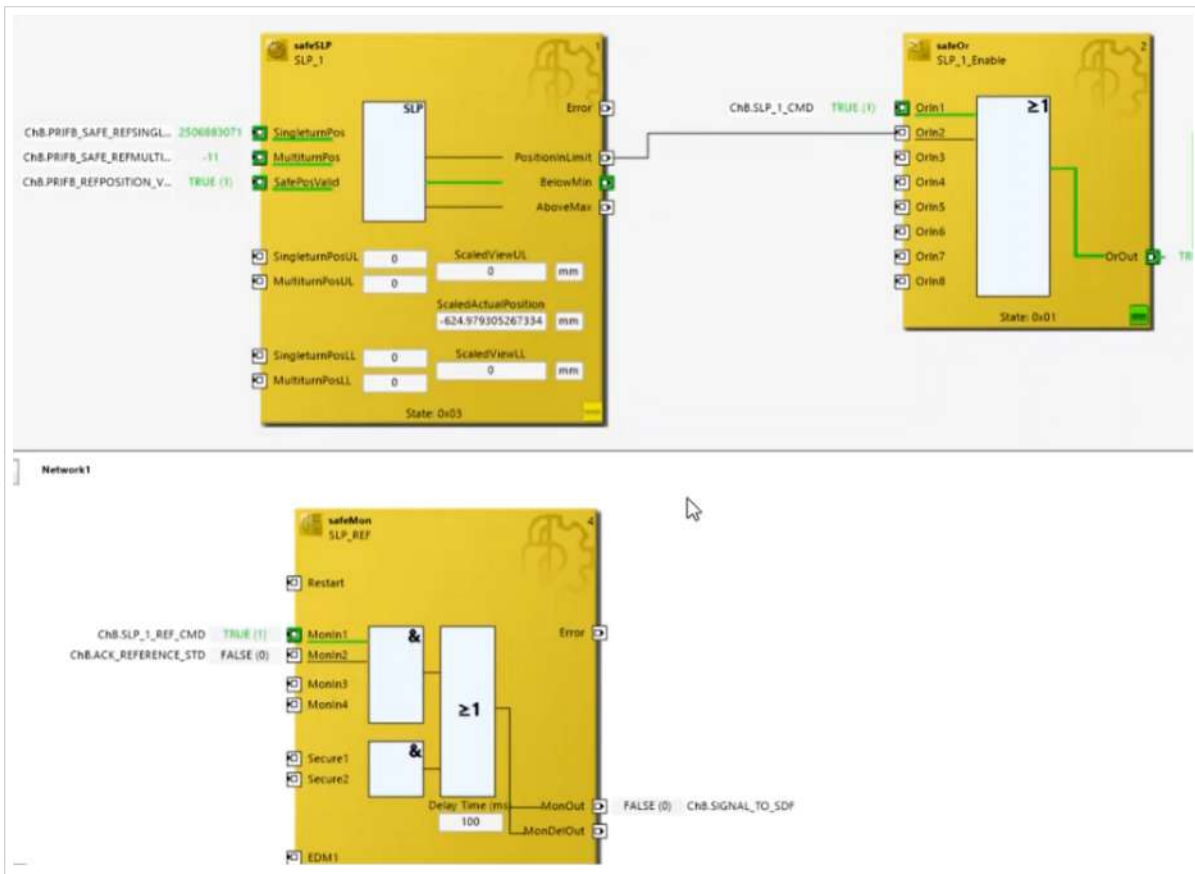 safeSLP
SLP_1
1
SLP
Error
ChB.PRIFB_SAFE_REFSINGL... 2506883071 SingleturnPos
ChB.PRIFB_SAFE_REFMULTI... -11 MultiturnPos
PositionInLimit
ChB.PRIFB_REFPOSITION_V... TRUE (1) SafePosValid
BelowMin
AboveMax
SingleturnPosUL 0
ScaledViewUL
0 mm
MultiturnPosUL 0
ScaledActualPosition
-624.979305267334 mm
SingleturnPosLL 0
ScaledViewLL
0 mm
MultiturnPosLL 0
State: 0x03
safeOr
SLP_1_Enable
2
≥1
ChB.SLP_1_CMD TRUE (1) OrIn1
OrIn2
OrIn3
OrIn4
OrIn5
OrIn6
OrIn7
OrIn8
OrOut
State: 0x01
Network1
safeMon
SLP_REF
4
Restart
ChB.SLP_1_REF_CMD TRUE (1) MonIn1
&
Error
ChB.ACK_REFERENCE_STD FALSE (0) MonIn2
MonIn3
MonIn4
≥1
Secure1
&
Secure2
Delay Time (ms
100
MonOut FALSE (0) ChB.SIGNAL_TO_SDF
MonDelOut
EDM1